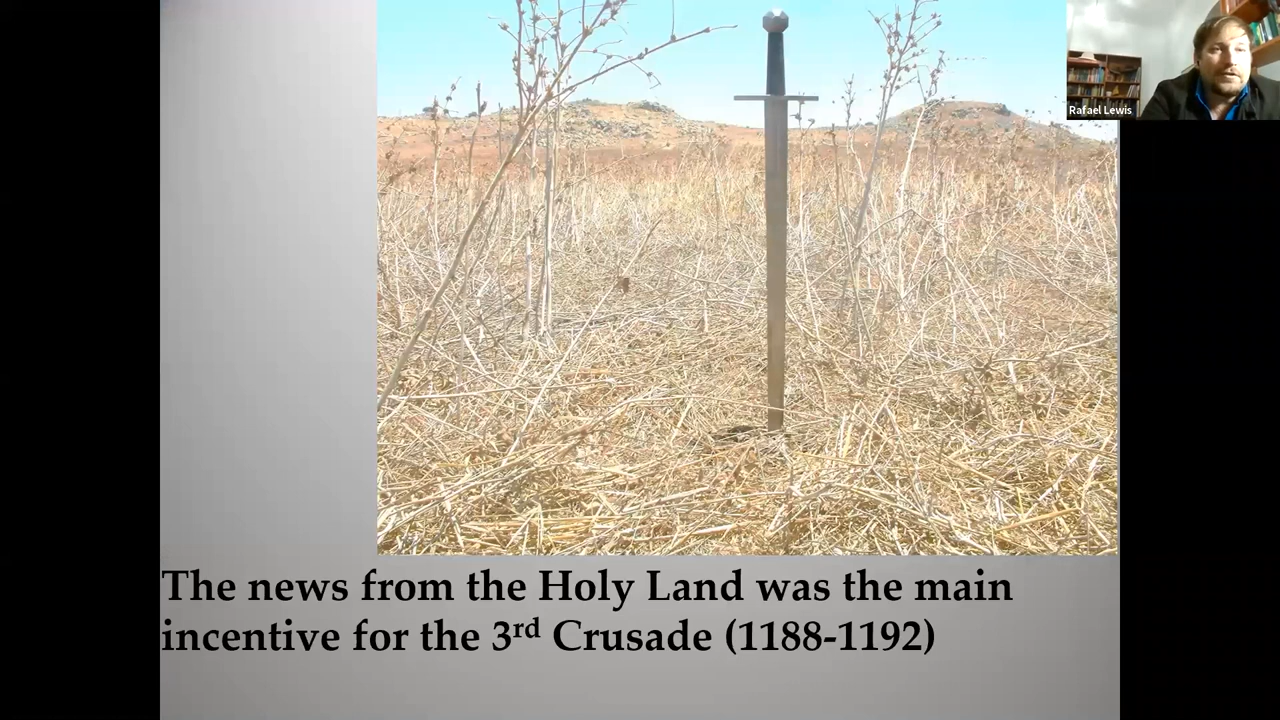 Rafael Lewis
The news from the Holy Land was the main
incentive for the 3rd Crusade (1188-1192)